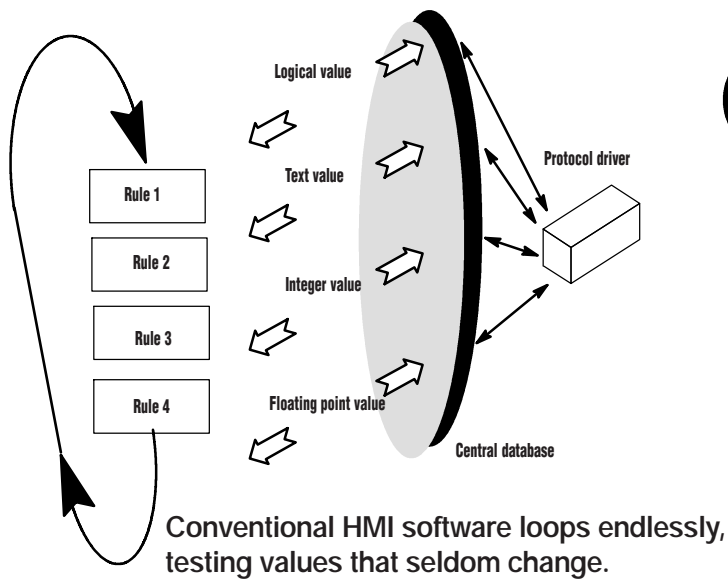 Logical value
Protocol driver
Text value
Rule 1
Rule 2
Integer value
Rule 3
Rule 4
Floating point value
Central database
Conventional HMI software loops endlessly,
testing values that seldom change.